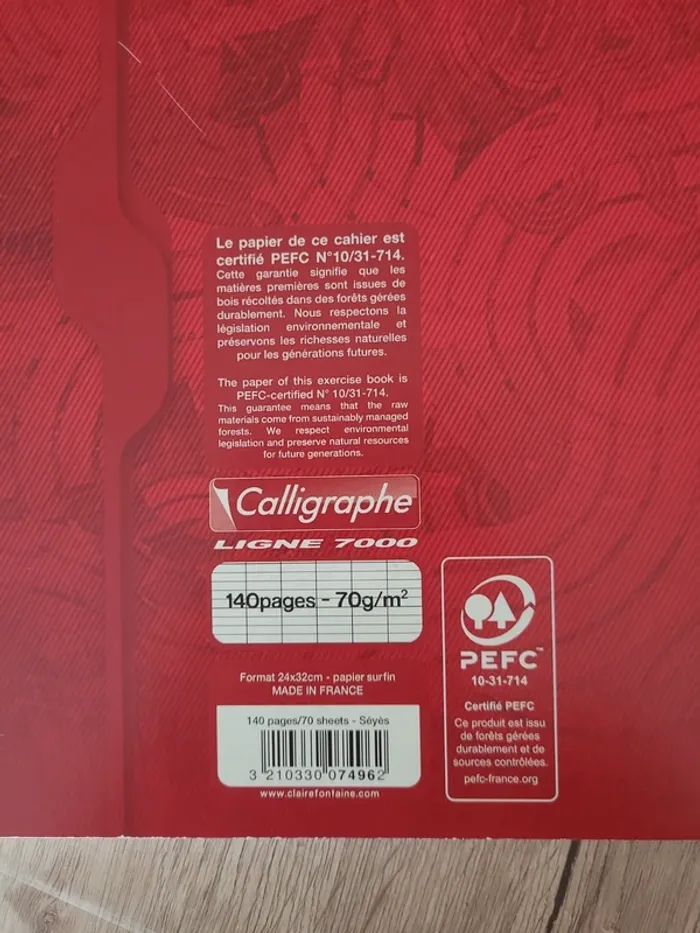 Le papier de ce cahier est
certifié PEFC N°10/31-714.
Cette garantie signifie que les
matières premières sont issues de
bois récoltés dans des forêts gérées
durablement. Nous respectons la
législation environnementale et
préservons les richesses naturelles
pour les générations futures.
The paper of this exercise book is
PEFC-certified N° 10/31-714.
This guarantee means that the raw
materials come from sustainably managed
forests. We respect environmental
legislation and preserve natural resources
for future generations.
Calligraphe
LIGNE 7000
140pages - 70g/m²
Format 24x32cm - papier surfin
MADE IN FRANCE
140 pages/70 sheets - Séyès
3 210330 074962
www.clairefontaine.com
PEFC™
10-31-714
Certifié PEFC
Ce produit est issu
de forêts gérées
durablement et de
sources contrôlées.
pefc-france.org